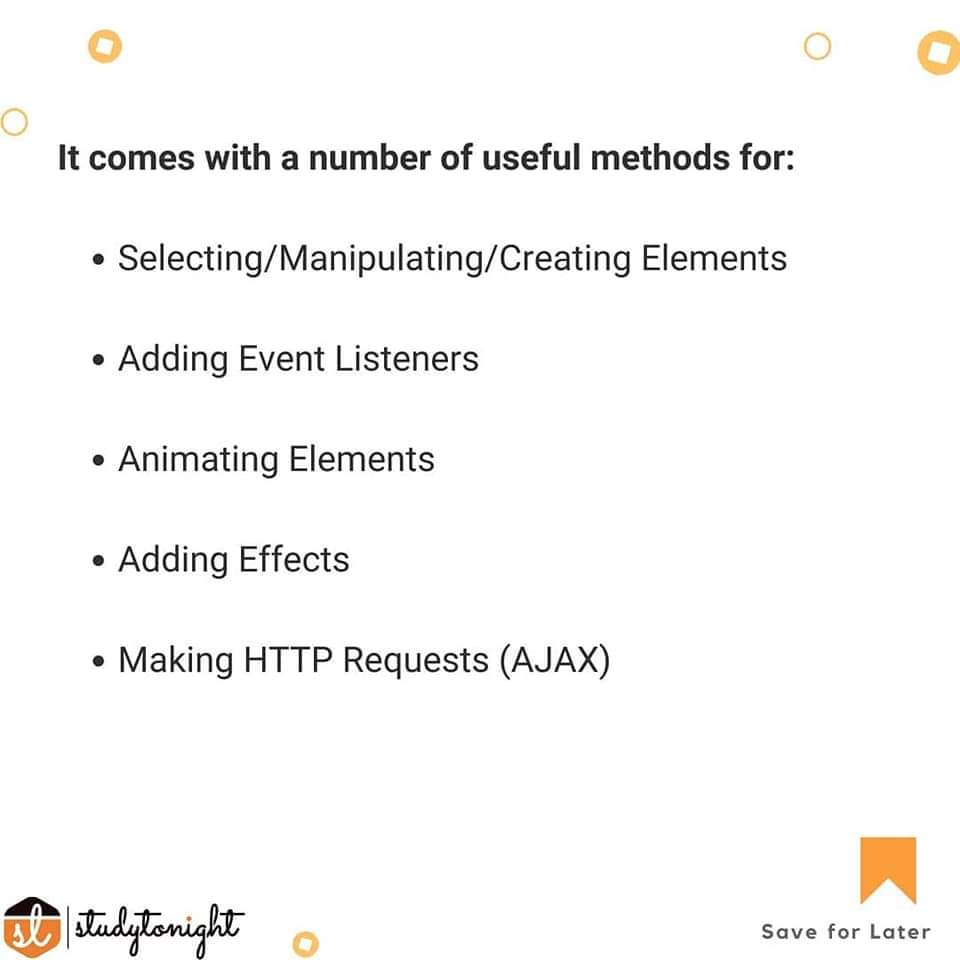 It comes with a number of useful methods for:
• Selecting/Manipulating/Creating Elements
• Adding Event Listeners
• Animating Elements
• Adding Effects
• Making HTTP Requests (AJAX)
st studytonight
Save for Later